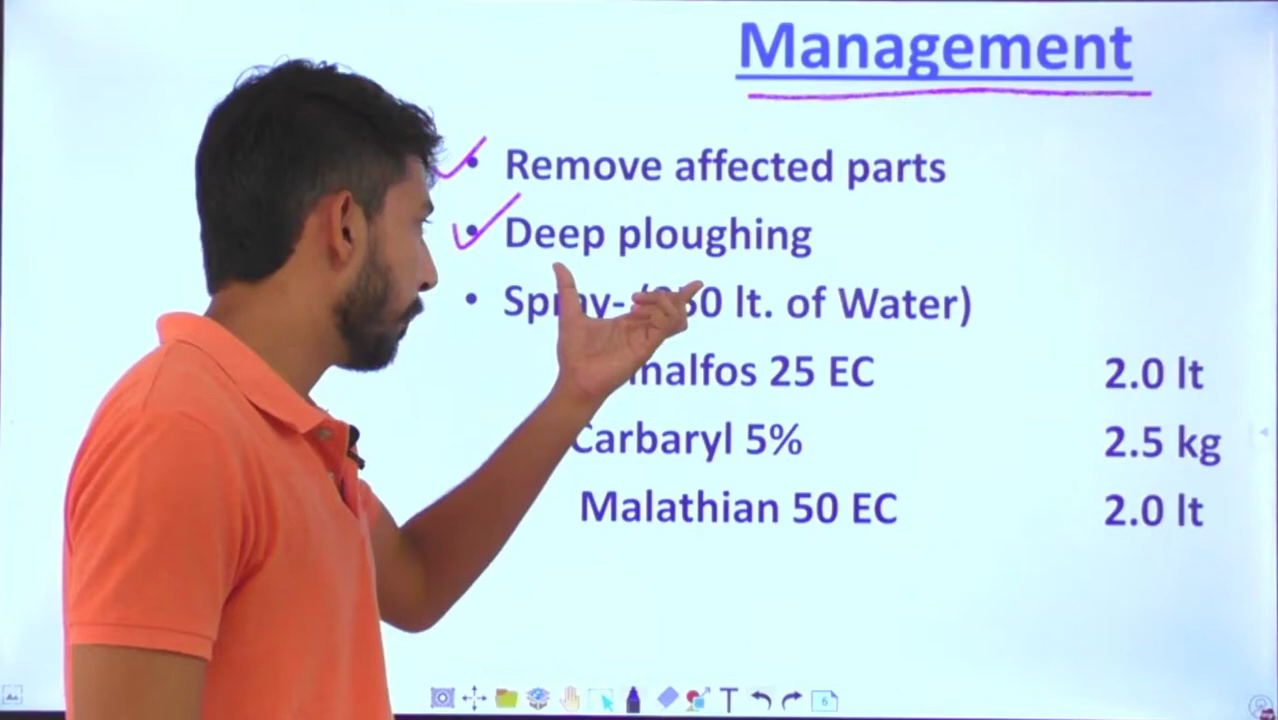 Management
• Remove affected parts
• Deep ploughing
• lt. of Water)
25 EC 2.0 lt
Carbaryl 5% 2.5 kg
Malathian 50 EC 2.0 lt
T
6